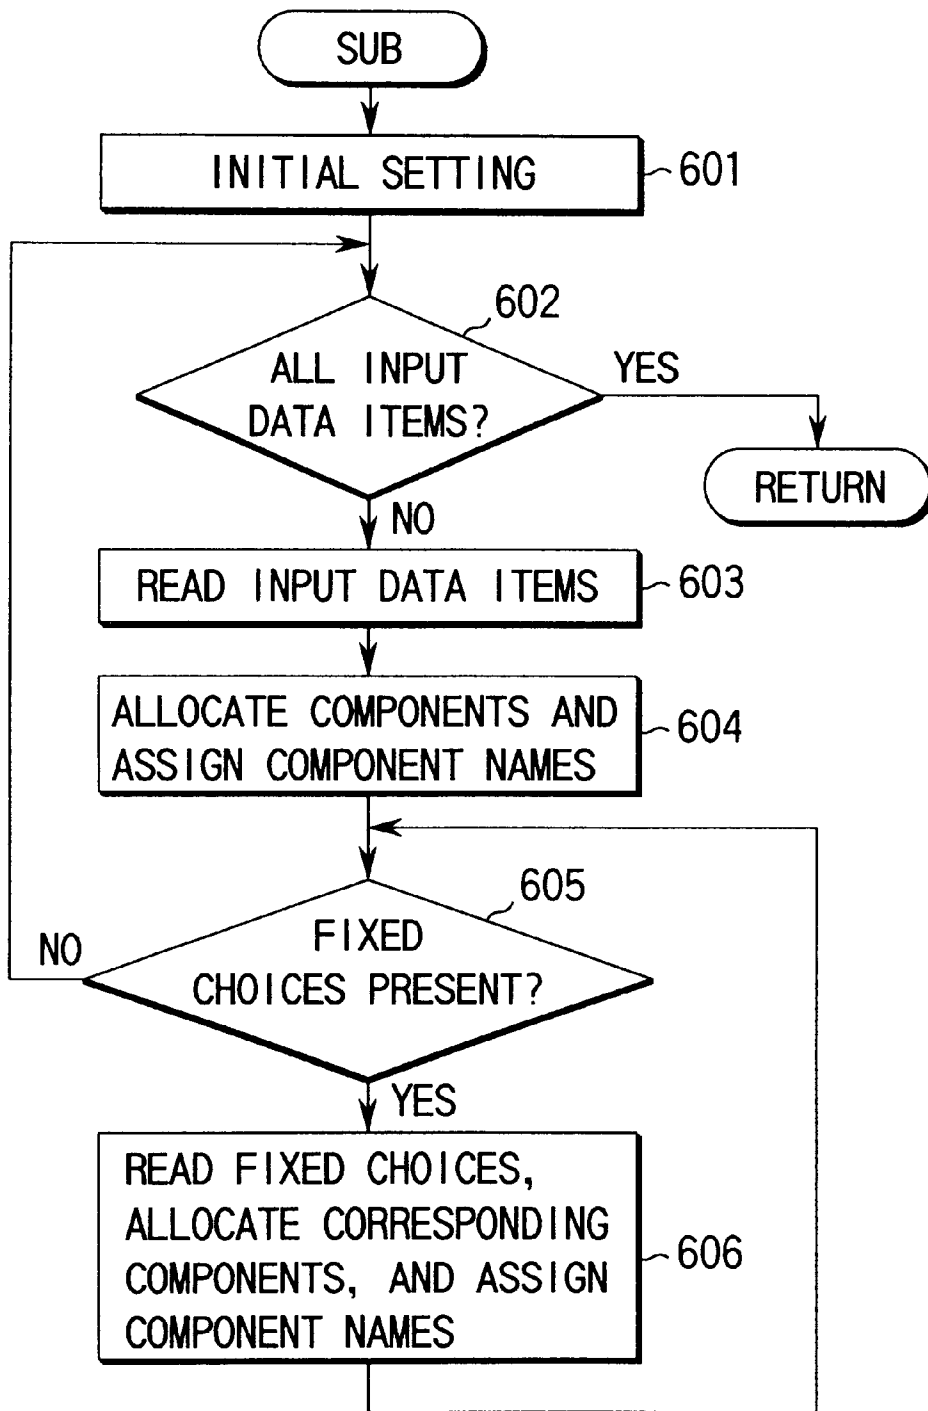 SUB
INITIAL SETTING
601
602
ALL INPUT
DATA ITEMS?
YES
RETURN
NO
READ INPUT DATA ITEMS
603
ALLOCATE COMPONENTS AND
ASSIGN COMPONENT NAMES
604
605
FIXED
CHOICES PRESENT?
NO
YES
READ FIXED CHOICES,
ALLOCATE CORRESPONDING
COMPONENTS, AND ASSIGN
COMPONENT NAMES
606